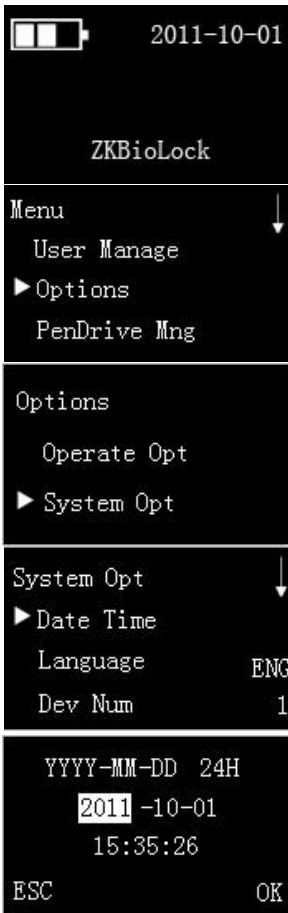 2011-10-01
ZKBioLock
Menu
User Manage
Options
PenDrive Mng
Options
Operate Opt
System Opt
System Opt
Date Time
Language ENG
Dev Num 1
YYYY-MM-DD 24H
2011-10-01
15:35:26
ESC OK